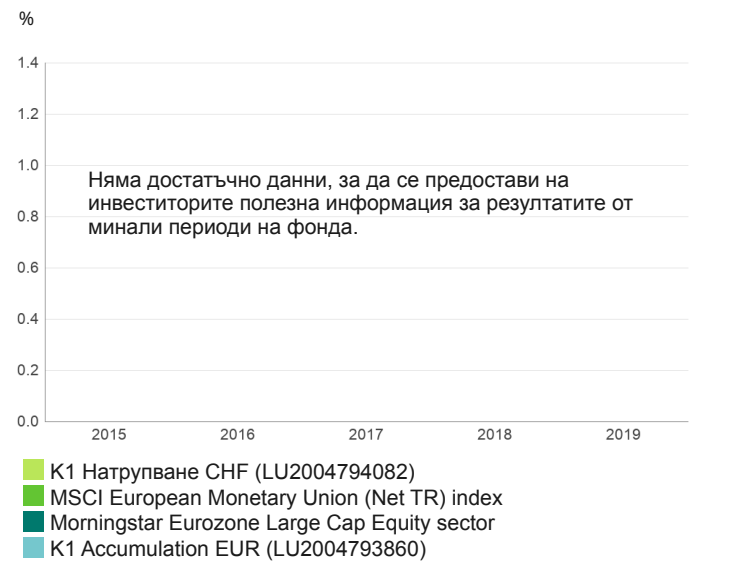 %
1.4
1.2
1.0
Няма достатъчно данни, за да се предостави на
инвеститорите полезна информация за резултатите от
0.8
минали периоди на фонда.
0.6
0.4
0.2
0.0
2015 2016 2017 2018 2019
K1 Натрупване CHF (LU2004794082)
MSCI European Monetary Union (Net TR) index
Morningstar Eurozone Large Cap Equity sector
K1 Accumulation EUR (LU2004793860)